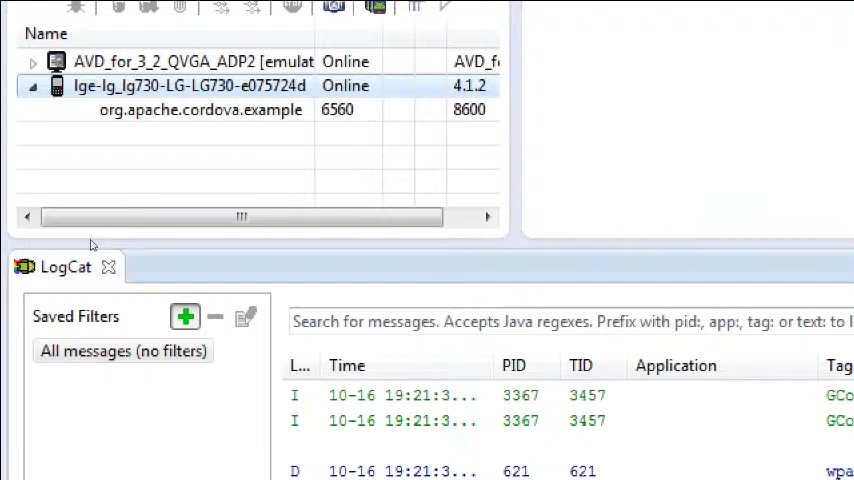 Name
AVD_for_3_2_QVGA_ADP2 [emulat Online AVD_f
lge-lg_lg730-LG-LG730-e075724d Online 4.1.2
org.apache.cordova.example 6560 8600
LogCat
Saved Filters
All messages (no filters)
Search for messages. Accepts Java regexes. Prefix with pid:, app:, tag: or text: to l
L... Time PID TID Application Tag
I 10-16 19:21:3... 3367 3457 GCo
I 10-16 19:21:3... 3367 3457 GCo
D 10-16 19:21:3... 621 621 wpa